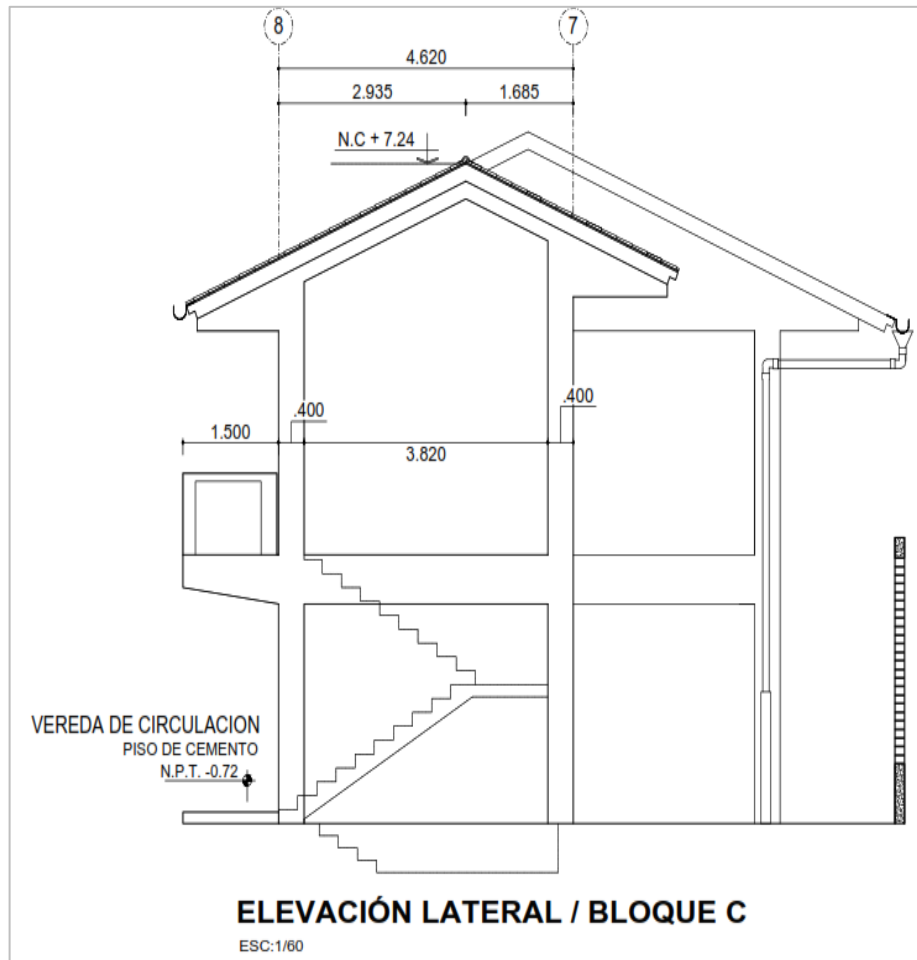 8
7
4.620
2.935
1.685
N.C + 7.24
.400
.400
1.500
3.820
VEREDA DE CIRCULACION
PISO DE CEMENTO
N.P.T. -0.72
ELEVACIÓN LATERAL / BLOQUE C
ESC:1/60